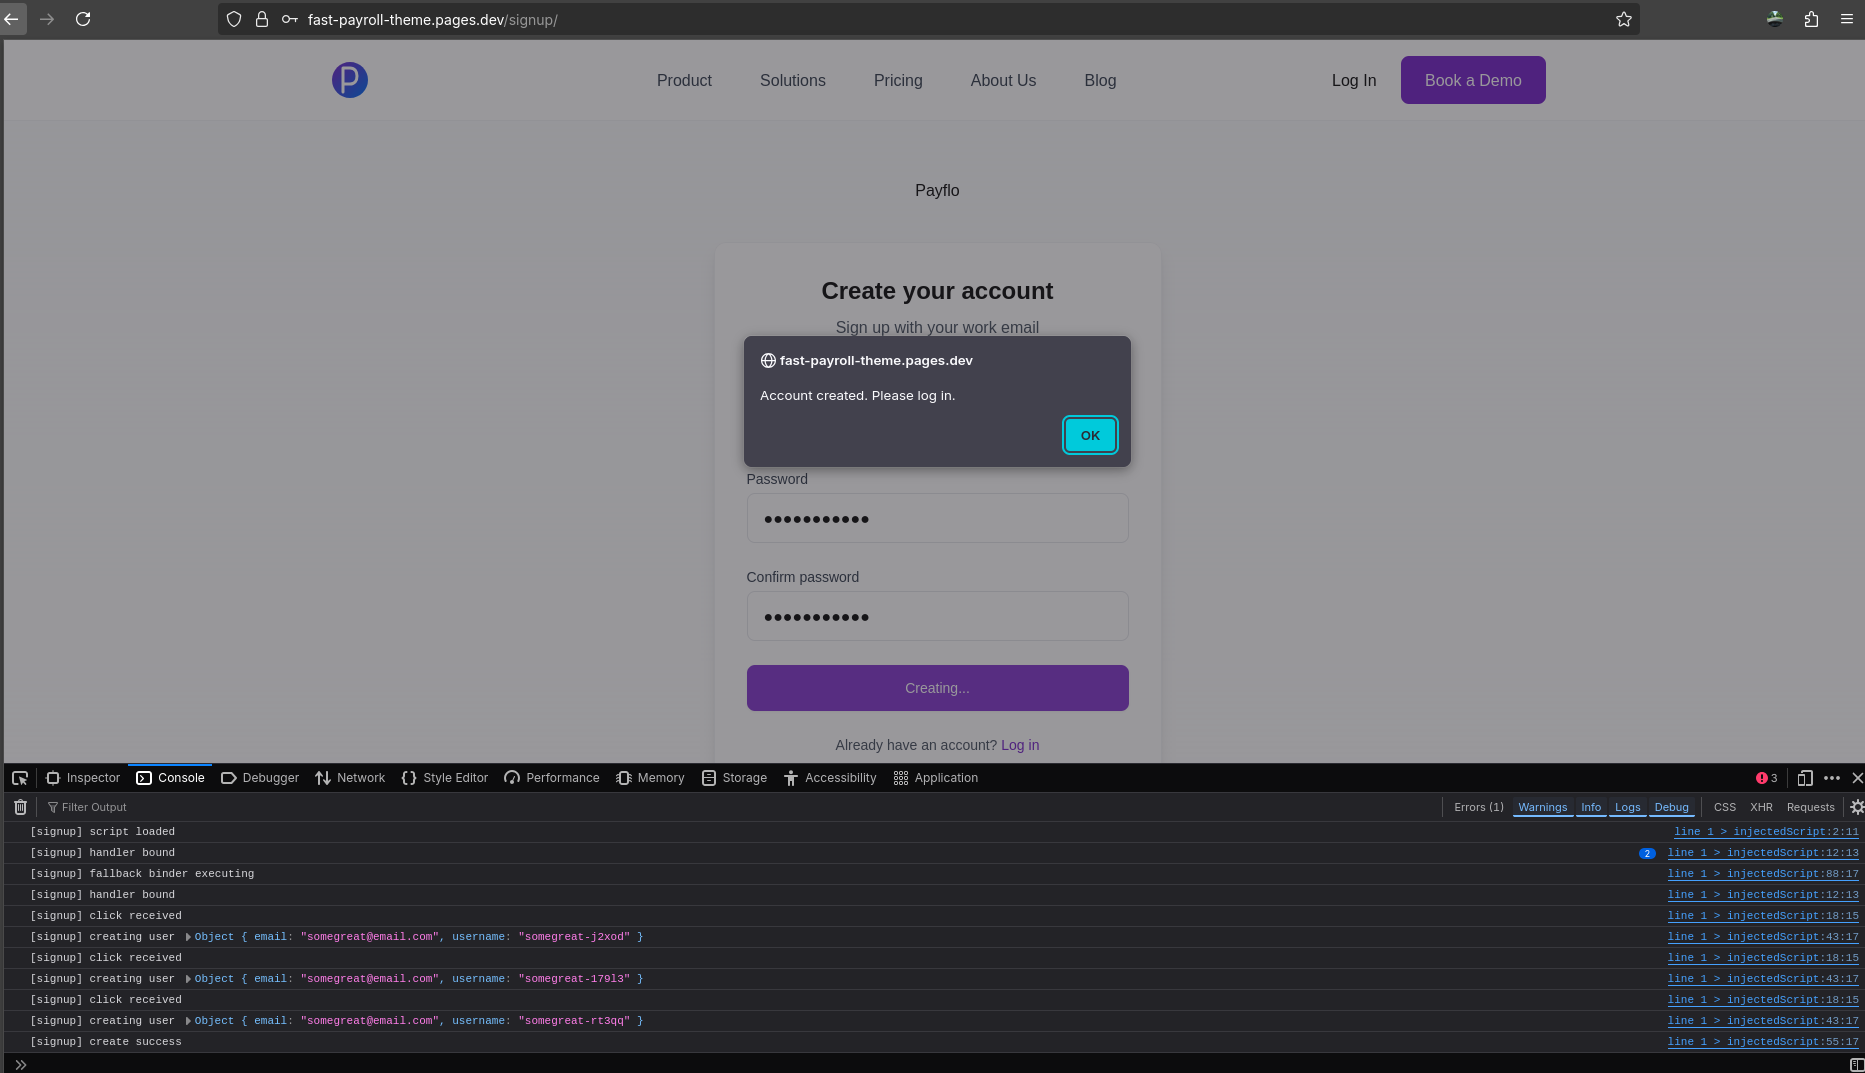 fast-payroll-theme.pages.dev/signup/
P
Product Solutions Pricing About Us Blog Log In Book a Demo
Payflo
Create your account
Sign up with your work email
fast-payroll-theme.pages.dev
Account created. Please log in.
OK
Password
●●●●●●●●●●●
Confirm password
●●●●●●●●●●●
Creating...
Already have an account? Log in
Inspector Console Debugger Network Style Editor Performance Memory Storage Accessibility Application 3
Filter Output Errors (1) Warnings Info Logs Debug CSS XHR Requests
[signup] script loaded line 1 > injectedScript:2:11
[signup] handler bound 2 line 1 > injectedScript:12:13
[signup] fallback binder executing line 1 > injectedScript:88:17
[signup] handler bound line 1 > injectedScript:12:13
[signup] click received line 1 > injectedScript:18:15
[signup] creating user Object { email: "somegreat@email.com", username: "somegreat-j2xod" } line 1 > injectedScript:43:17
[signup] click received line 1 > injectedScript:18:15
[signup] creating user Object { email: "somegreat@email.com", username: "somegreat-179l3" } line 1 > injectedScript:43:17
[signup] click received line 1 > injectedScript:18:15
[signup] creating user Object { email: "somegreat@email.com", username: "somegreat-rt3qq" } line 1 > injectedScript:43:17
[signup] create success line 1 > injectedScript:55:17